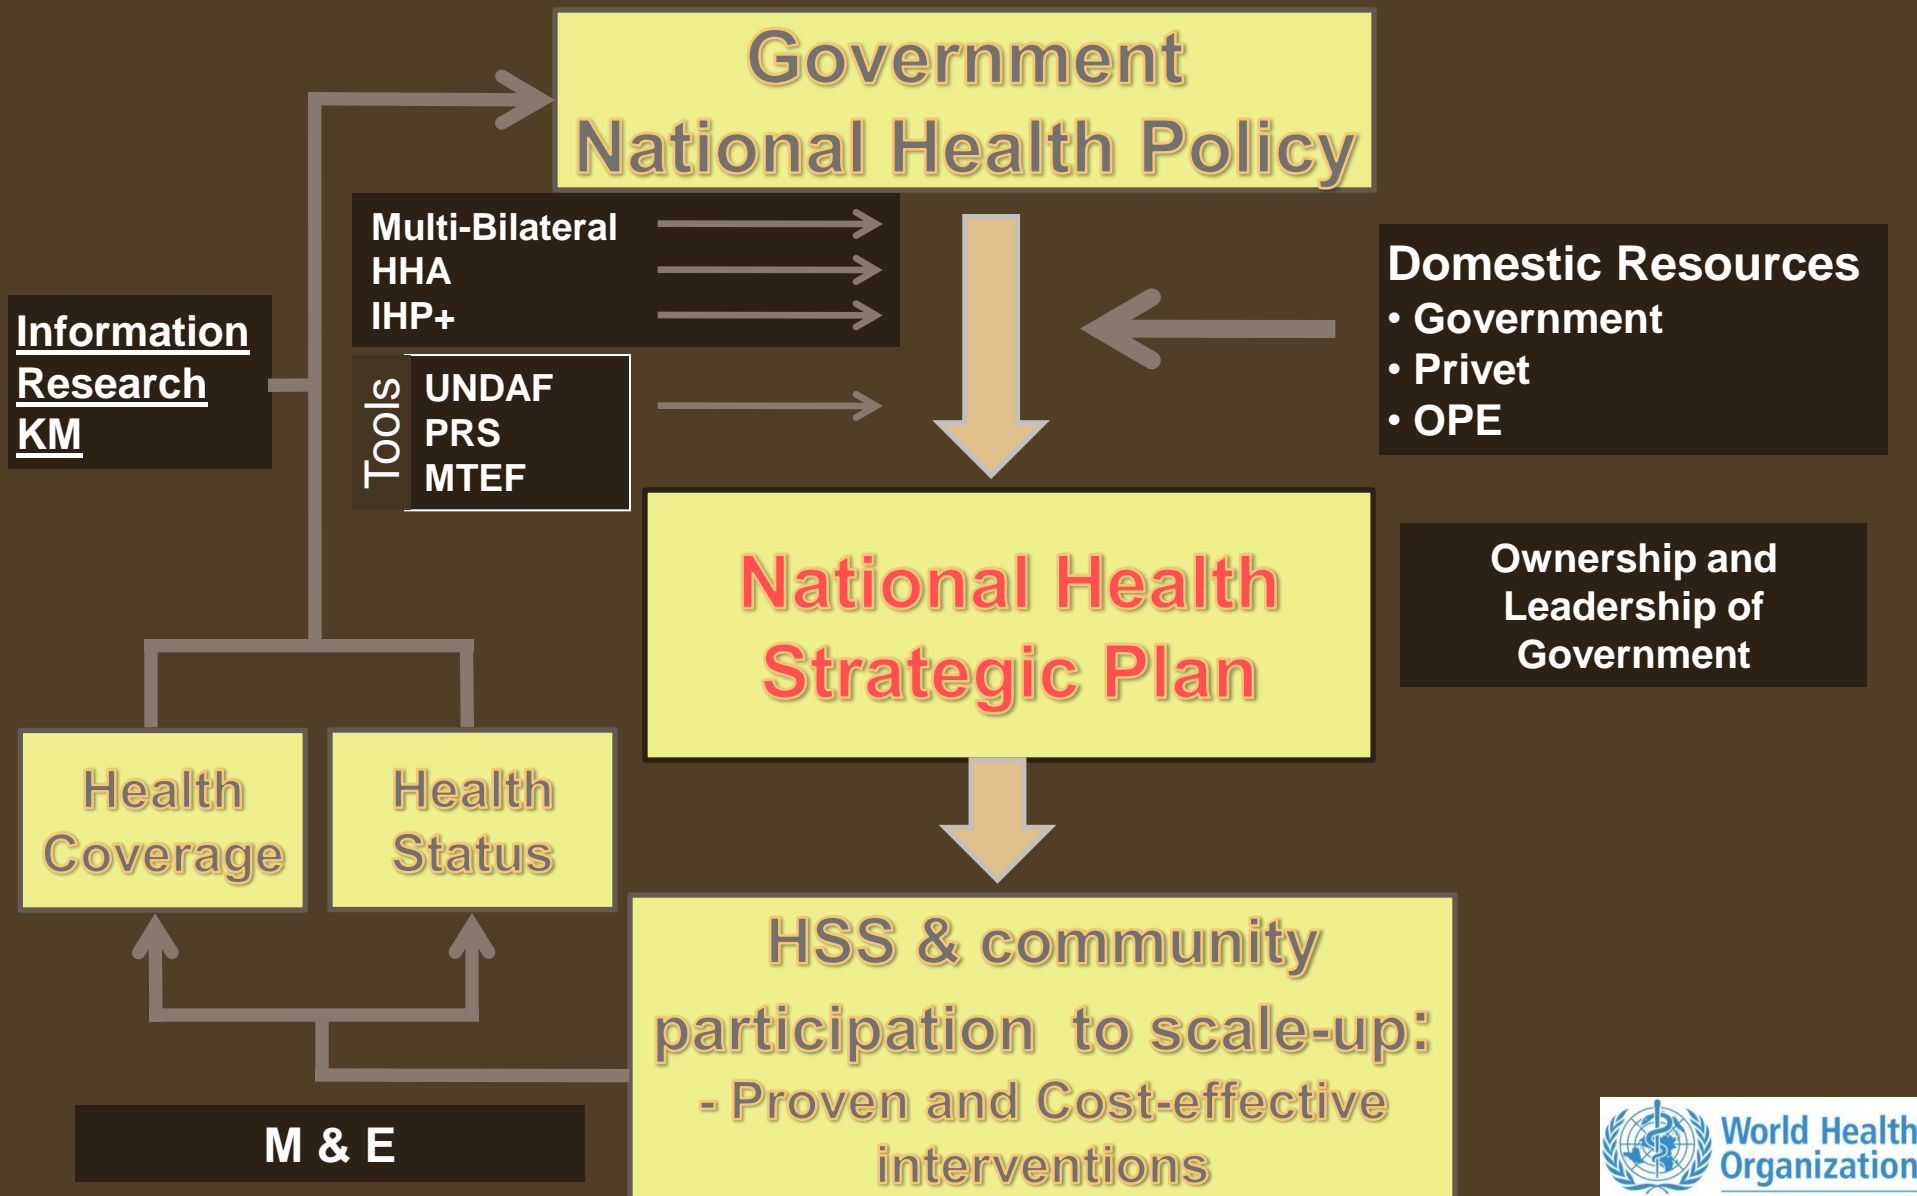 Government
National Health Policy
Multi-Bilateral
HHA
IHP+
Domestic Resources
• Government
• Privet
• OPE
Information
Research
KM
Tools
UNDAF
PRS
MTEF
National Health
Strategic Plan
Ownership and
Leadership of
Government
Health
Coverage
Health
Status
HSS & community
participation to scale-up:
- Proven and Cost-effective
interventions
M & E
World Health
Organization